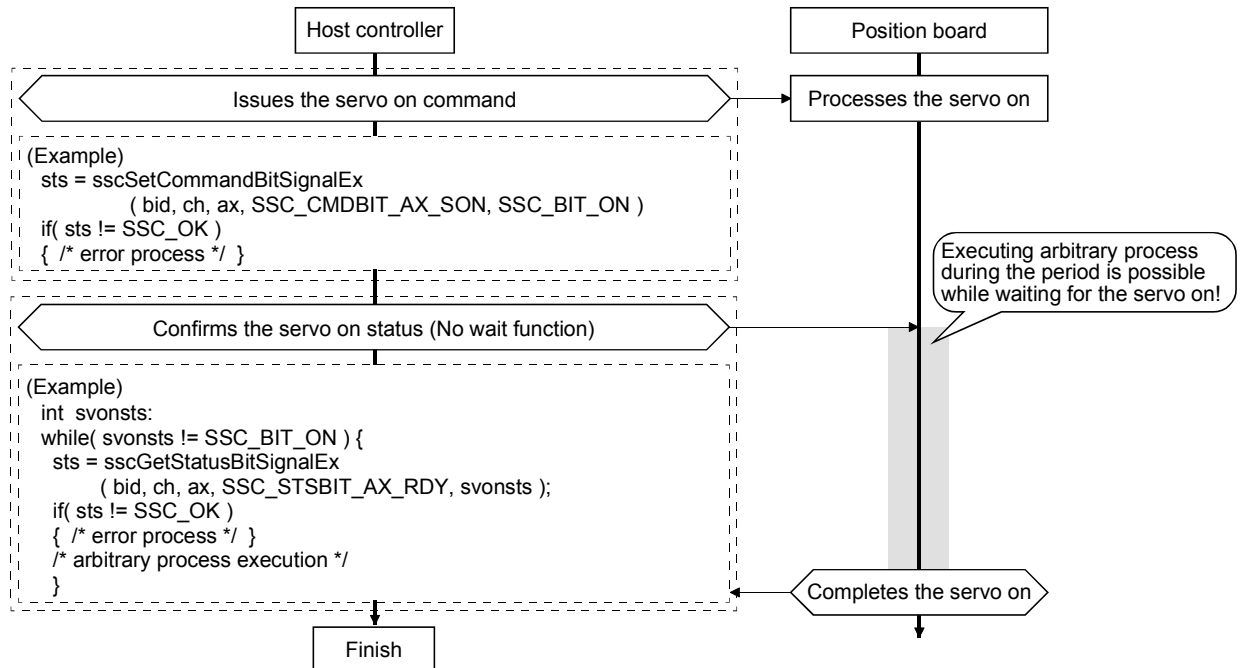 Host controller
Position board
Issues the servo on command
Processes the servo on
(Example)
sts = sscSetCommandBitSignalEx
( bid, ch, ax, SSC_CMDBIT_AX_SON, SSC_BIT_ON )
if( sts != SSC_OK )
{  /* error process */  }
Executing arbitrary process
during the period is possible
while waiting for the servo on!
Confirms the servo on status (No wait function)
(Example)
int  svonsts:
while( svonsts != SSC_BIT_ON ) {
sts = sscGetStatusBitSignalEx
( bid, ch, ax, SSC_STSBIT_AX_RDY, svonsts );
if( sts != SSC_OK )
{  /* error process */  }
/* arbitrary process execution */
}
Completes the servo on
Finish